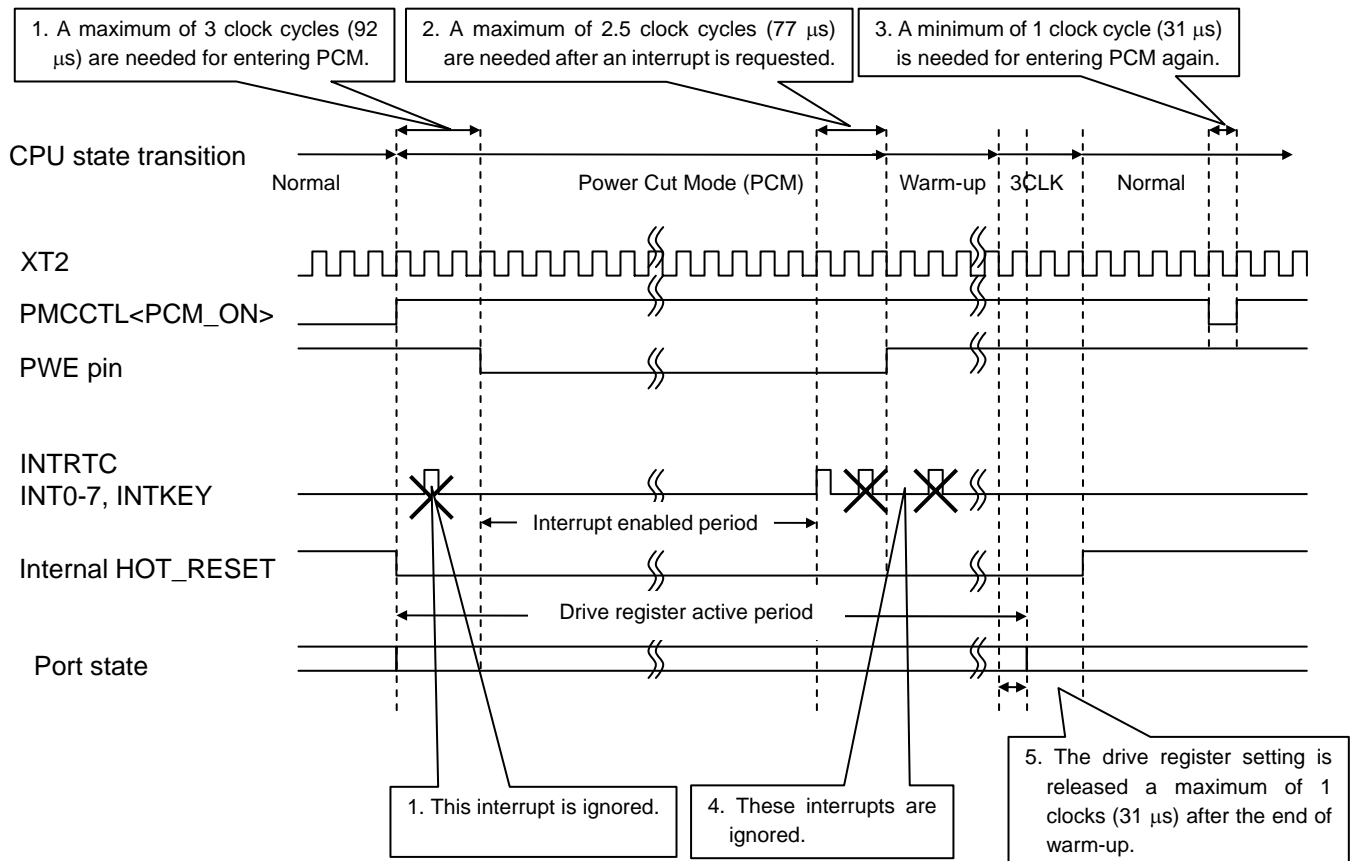 1. A maximum of 3 clock cycles (92
μs) are needed for entering PCM.
2. A maximum of 2.5 clock cycles (77 μs)
are needed after an interrupt is requested.
3. A minimum of 1 clock cycle (31 μs)
is needed for entering PCM again.
CPU state transition
Normal
Power Cut Mode (PCM)
Warm-up
3CLK
Normal
XT2
PMCCTL<PCM_ON>
PWE pin
INTRTC
INT0-7, INTKEY
Interrupt enabled period
Internal HOT_RESET
Drive register active period
Port state
1. This interrupt is ignored.
4. These interrupts are
ignored.
5. The drive register setting is
released a maximum of 1
clocks (31 μs) after the end of
warm-up.